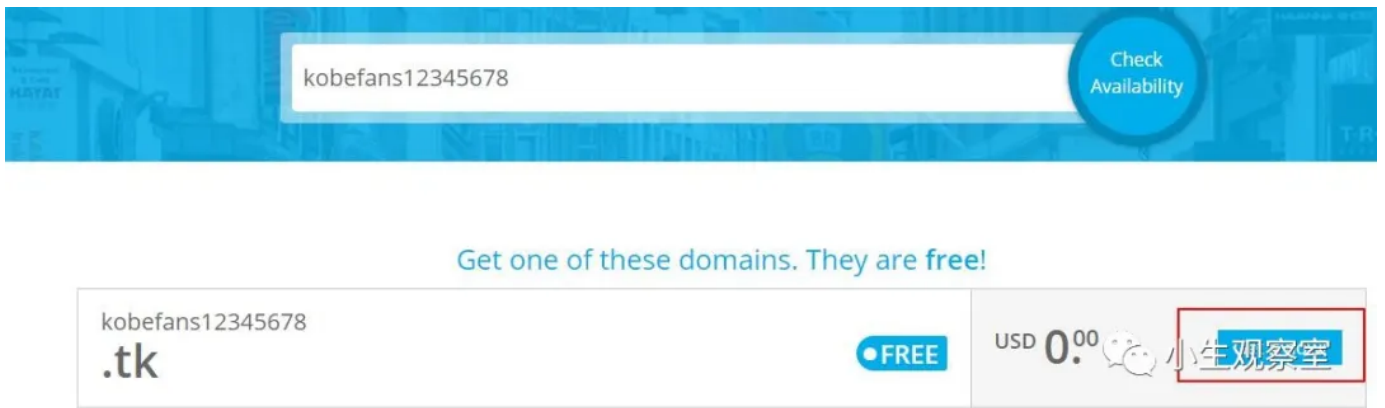 kobefans12345678
Check
Availability
HAYAT
Get one of these domains. They are free!
kobefans12345678
.tk
FREE
USD 0.00
小生观察室